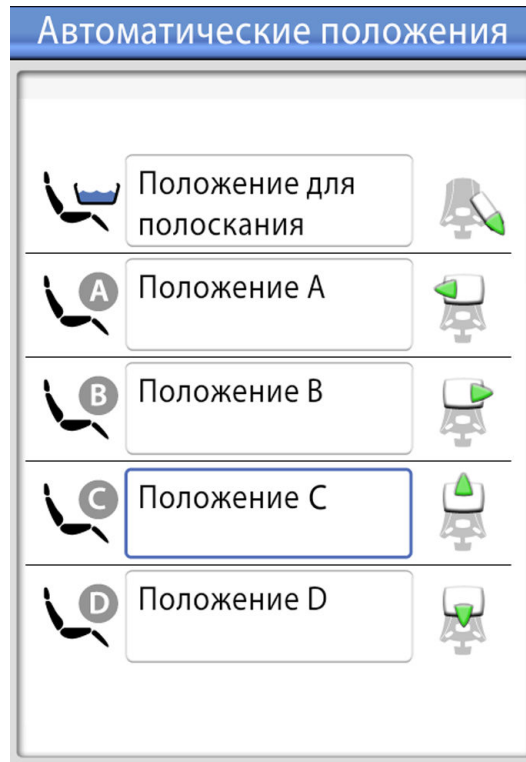 Автоматические положения
Положение для
полоскания
A
Положение A
B
Положение B
C
Положение C
D
Положение D